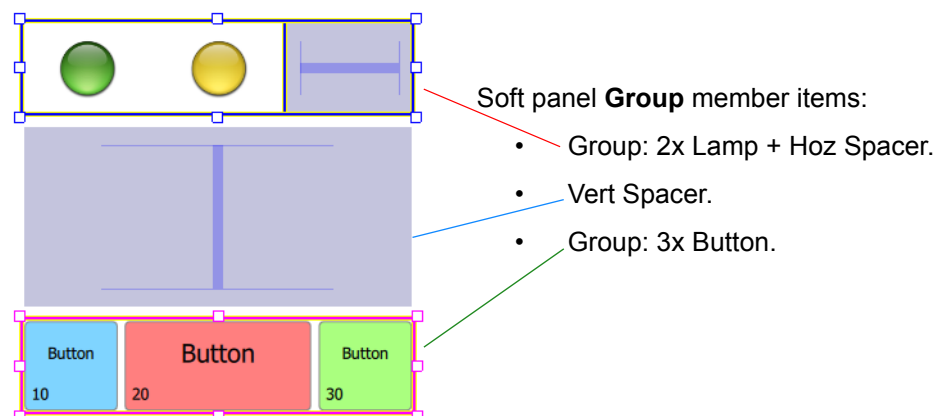 Soft panel Group member items:
• Group: 2x Lamp + Hoz Spacer.
• Vert Spacer.
• Group: 3x Button.
Button Button Button
10 20 30